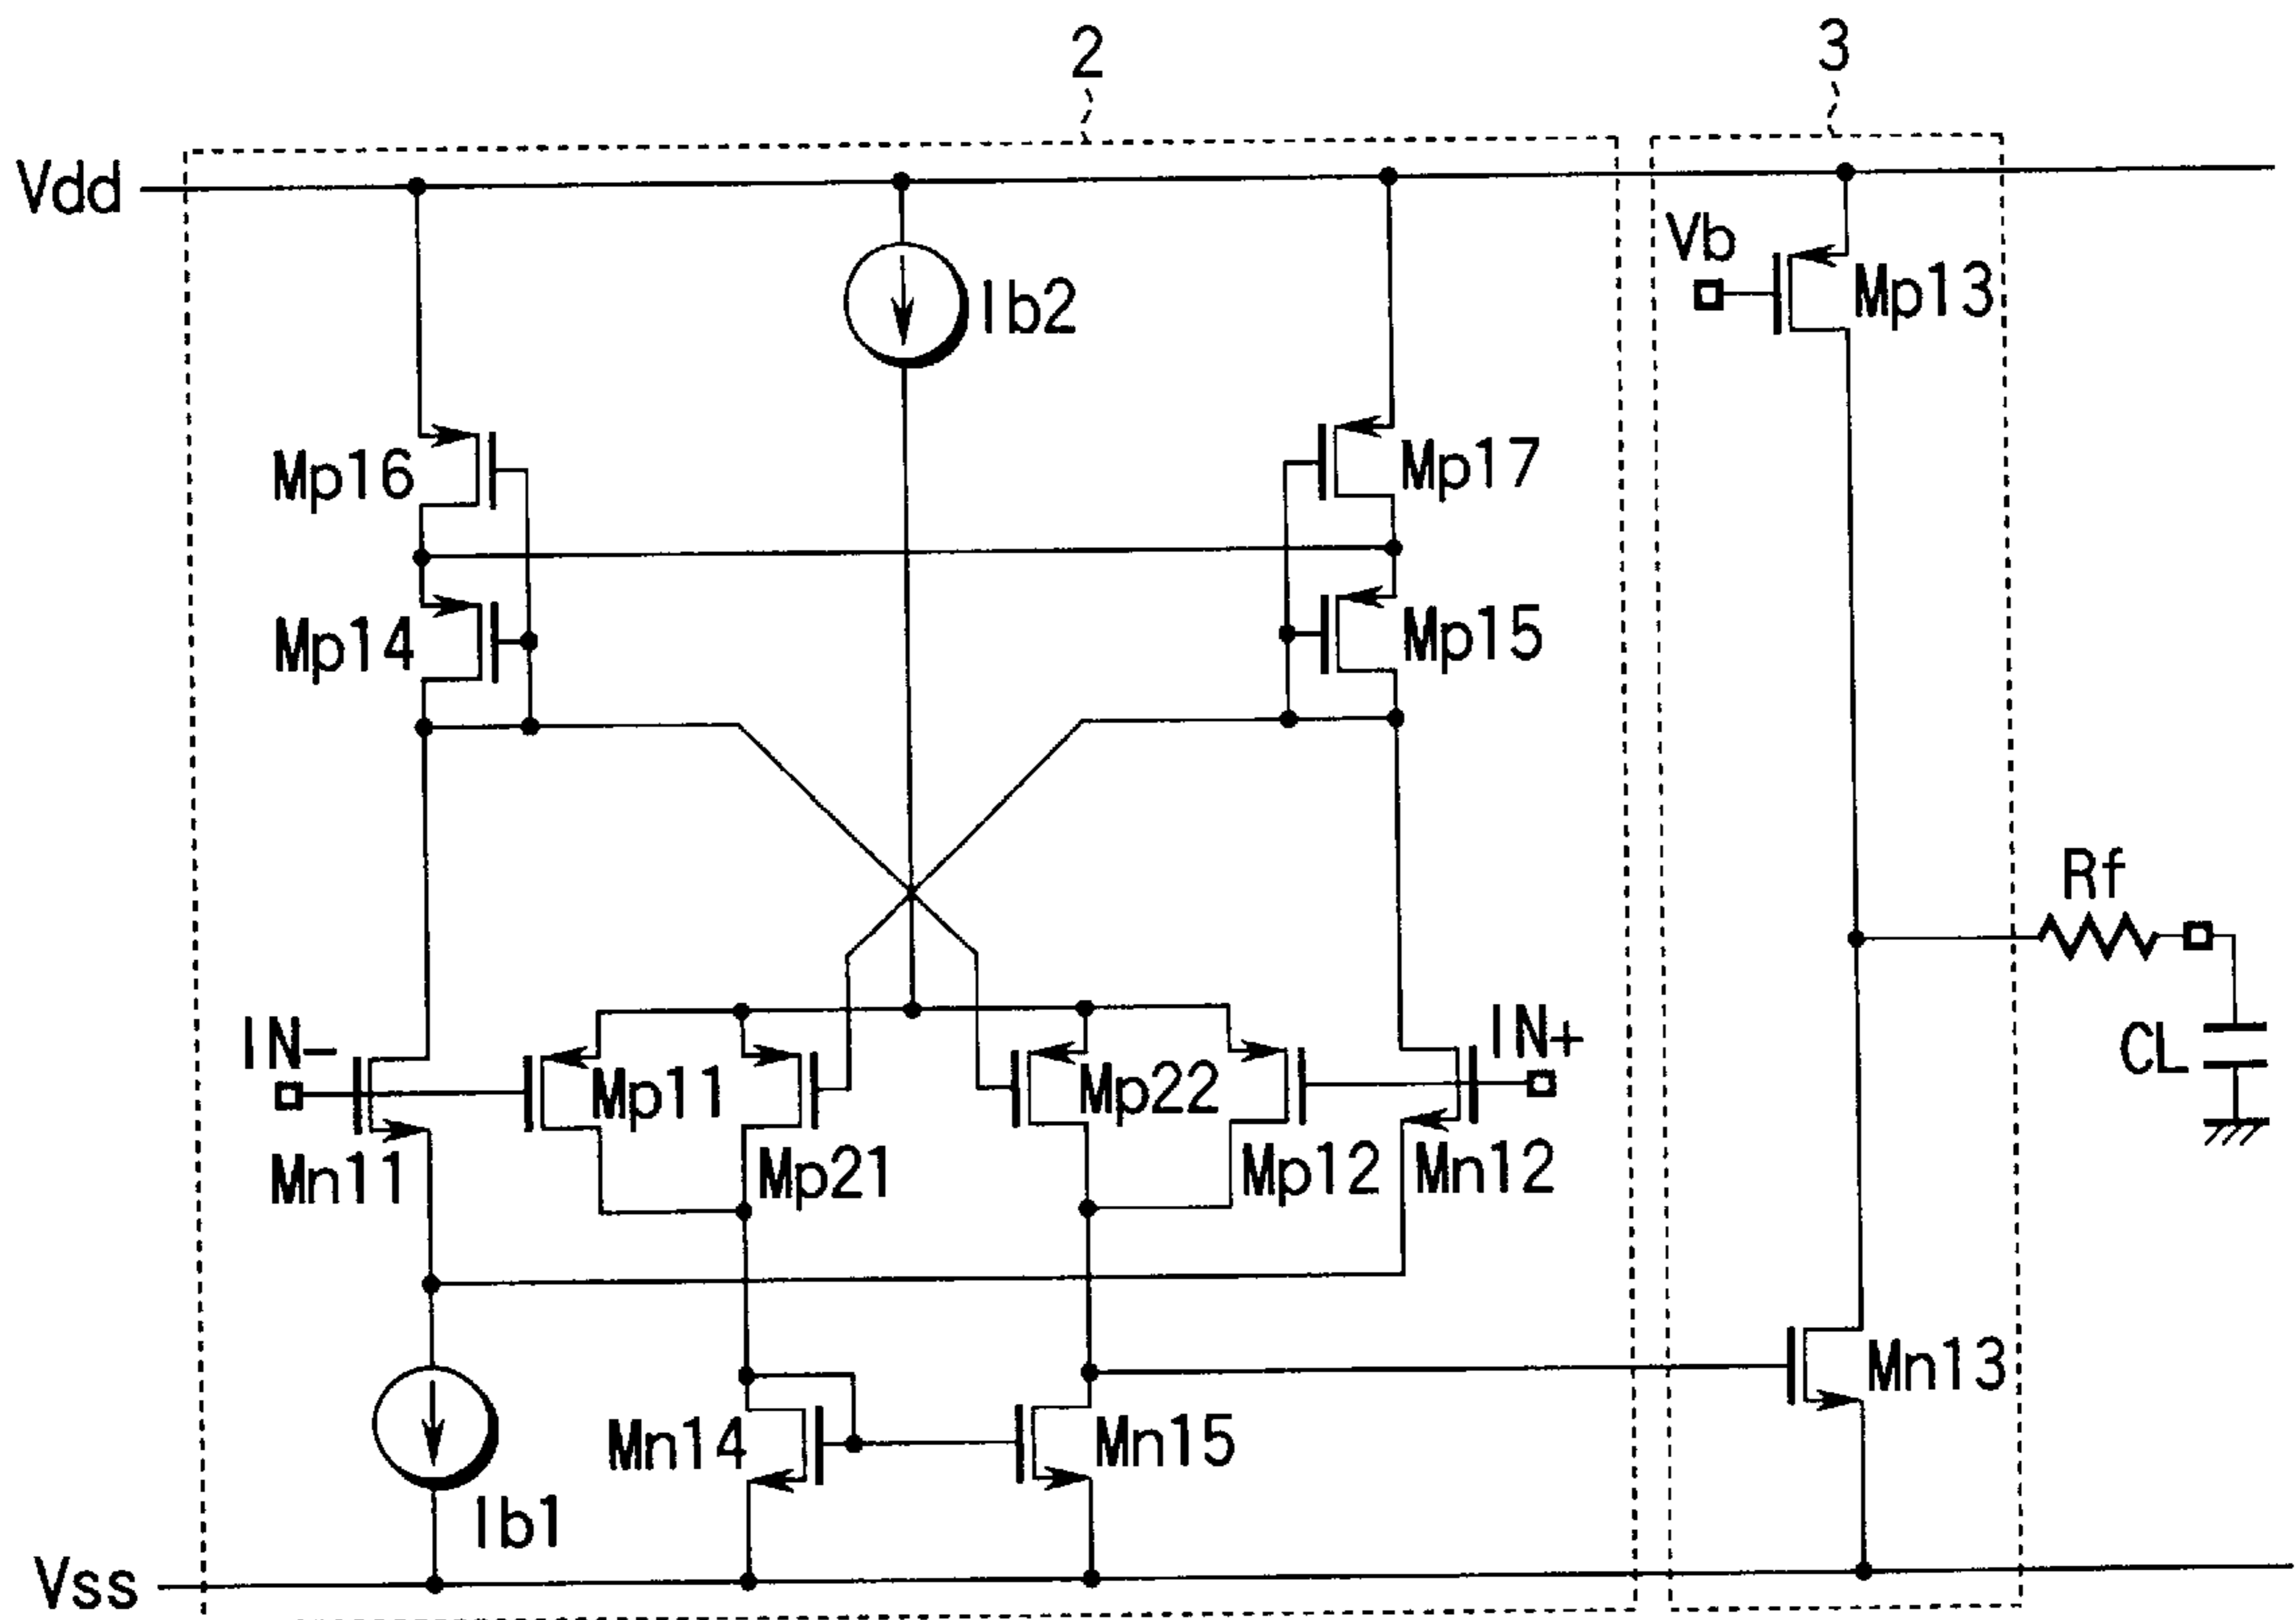 2
3
Vdd
Vb
Mp13
Ib2
Mp16
Mp17
Mp14
Mp15
Rf
IN-
IN+
CL
Mp11
Mp22
Mn11
Mp21
Mp12
Mn12
Mn13
Mn14
Mn15
Ib1
Vss